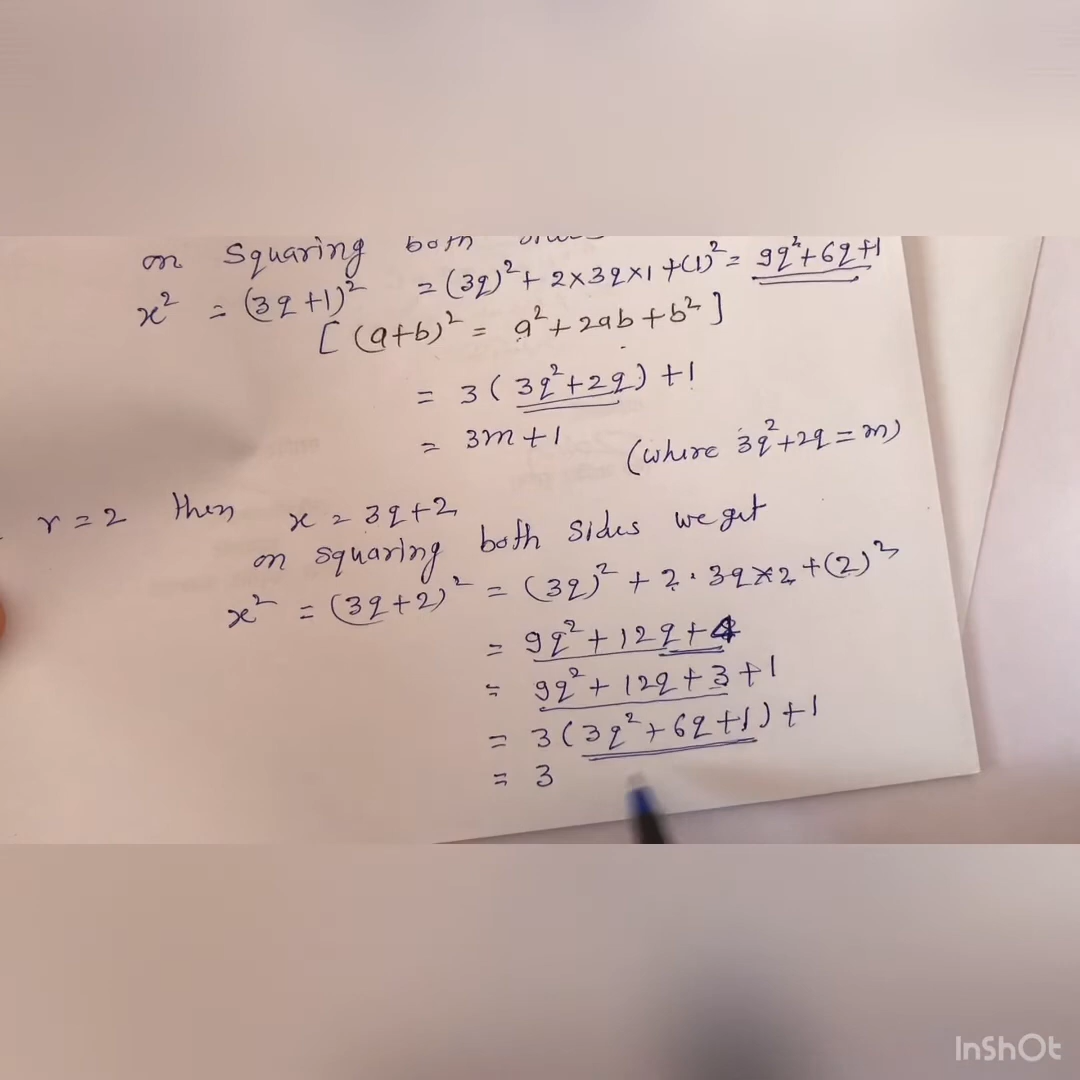 on Squaring both sides
x² = (3q+1)² = (3q)² + 2×3q×1 + (1)² = 9q² + 6q + 1
[ (a+b)² = a² + 2ab + b² ]
= 3 ( 3q² + 2q ) + 1
= 3m + 1 (where 3q² + 2q = m)
r = 2 then x = 3q + 2
on squaring both sides we get
x² = (3q+2)² = (3q)² + 2 · 3q × 2 + (2)²
= 9q² + 12q + 4
= 9q² + 12q + 3 + 1
= 3 ( 3q² + 6q + 1 ) + 1
= 3
InShOt